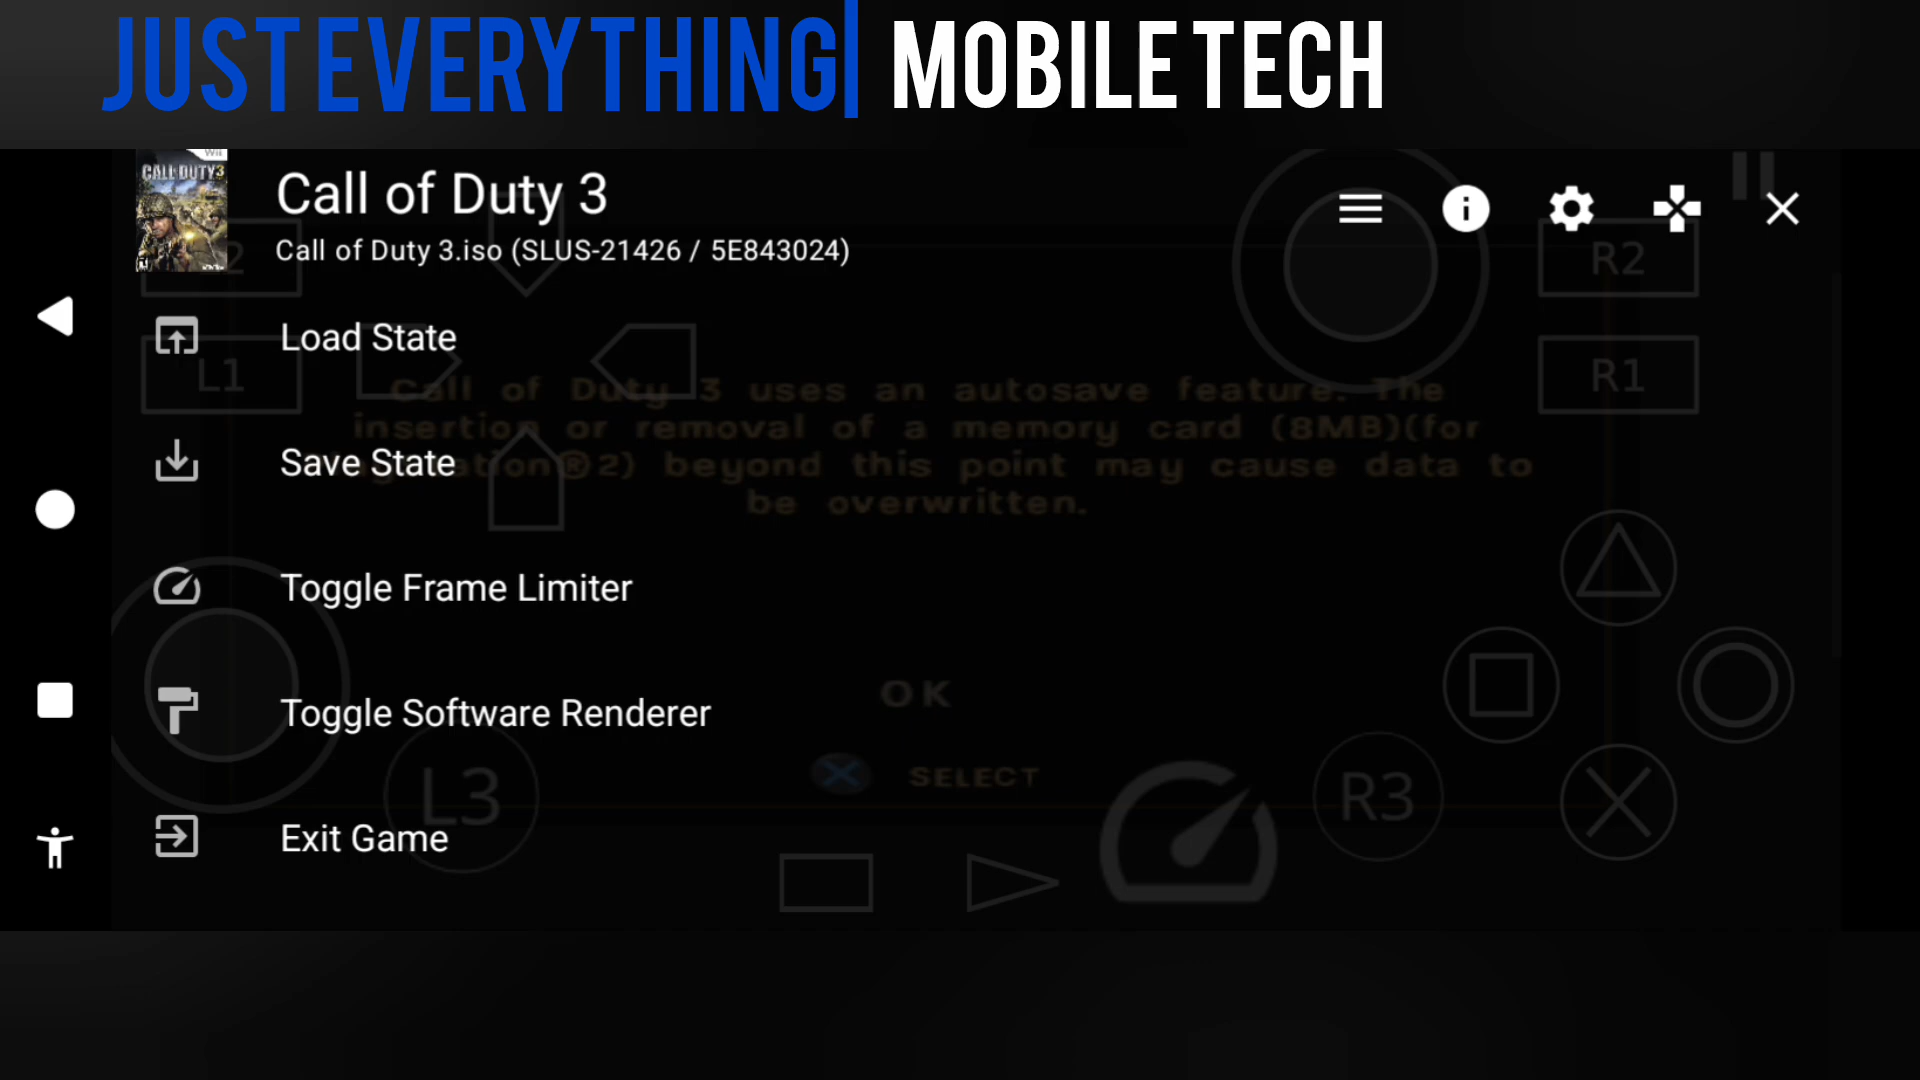 JUST EVERYTHING MOBILE TECH
Wii
CALL OF DUTY 3
Call of Duty 3
Call of Duty 3.iso (SLUS-21426 / 5E843024)
R2
Load State
L1
R1
Call of Duty 3 uses an autosave feature. The
insertion or removal of a memory card (8MB)(for
Save State
®2) beyond this point may cause data to
be overwritten.
Toggle Frame Limiter
OK
Toggle Software Renderer
SELECT
L3
R3
Exit Game